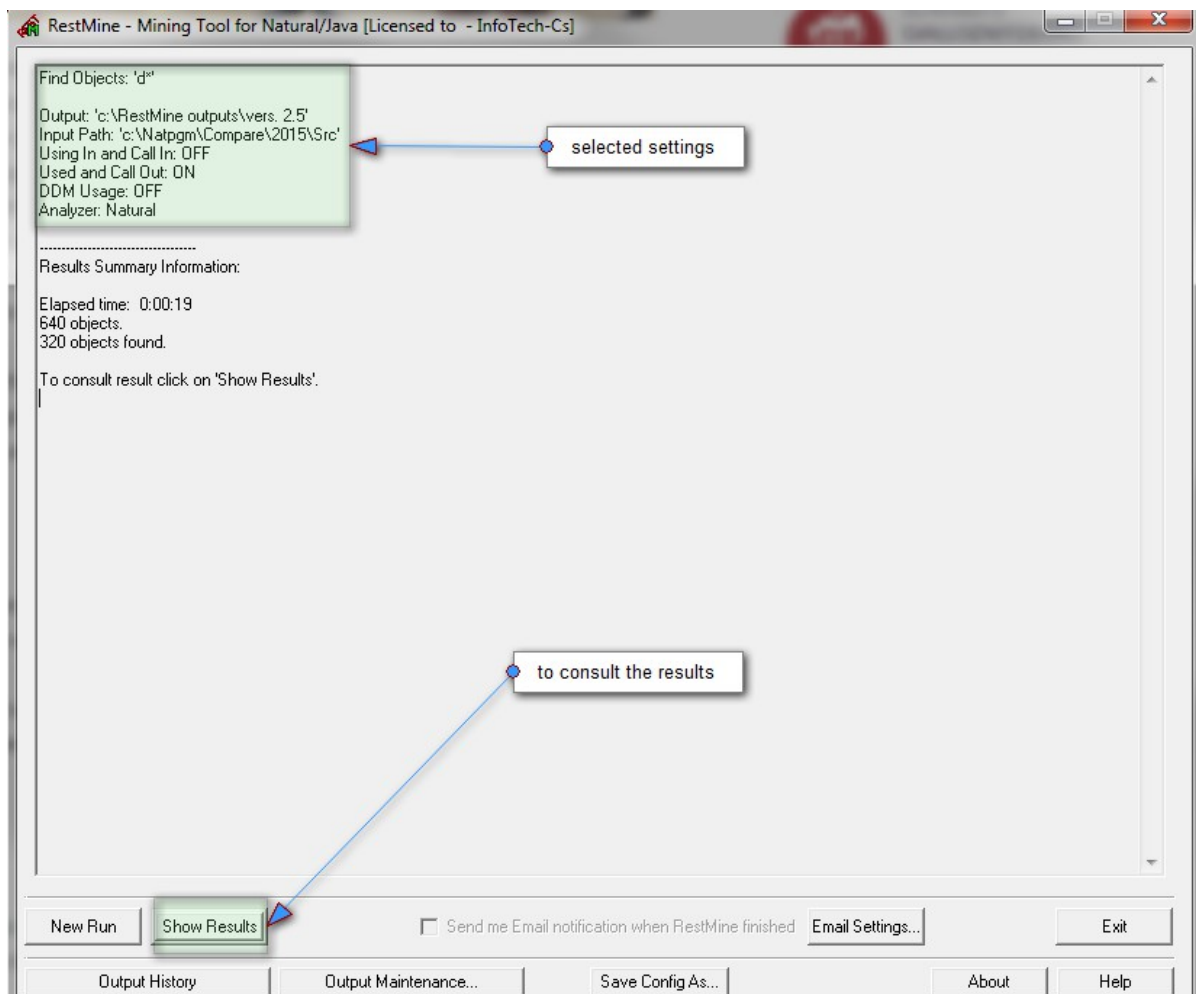 RestMine - Mining Tool for Natural/Java [Licensed to - InfoTech-Cs]
Find Objects: 'd*'
Output: 'c:\RestMine outputs\vers. 2.5'
Input Path: 'c:\Natpgm\Compare\2015\Src'
Using In and Call In: OFF
Used and Call Out: ON
DDM Usage: OFF
Analyzer: Natural
selected settings
-----------------------------------
Results Summary Information:
Elapsed time: 0:00:19
640 objects.
320 objects found.
To consult result click on 'Show Results'.
to consult the results
New Run Show Results Send me Email notification when RestMine finished Email Settings... Exit
Output History Output Maintenance... Save Config As... About Help